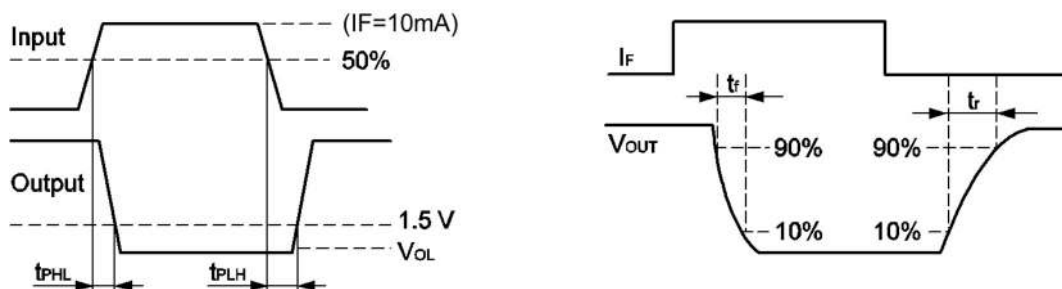 Input
(IF=10mA)
50%
Output
1.5 V
VOL
tPHL
tPLH
IF
tf
tr
VOUT
90%
90%
10%
10%